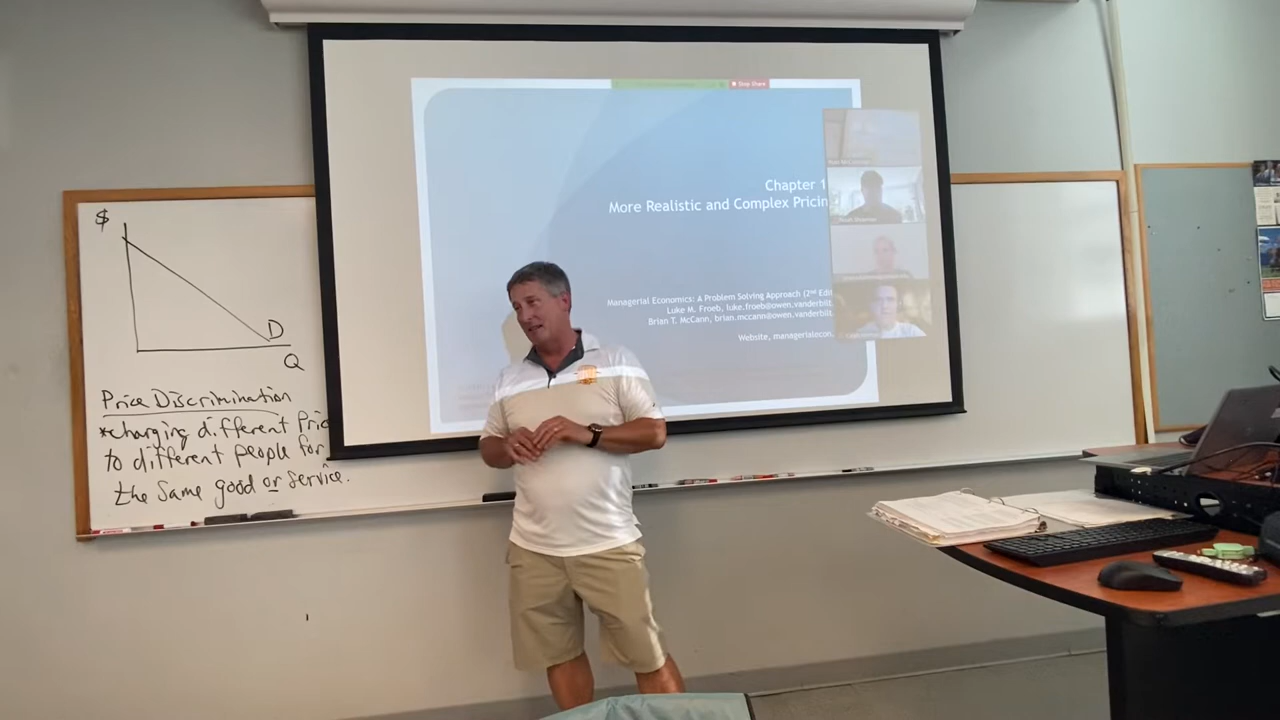 $
D
Q
Price Discrimination
*charging different Pric
to different people for
the Same good or Service.
Stop Share
Chapter 1
More Realistic and Complex Pricin
Managerial Economics: A Problem Solving Approach (2nd Edi
Luke M. Froeb, luke.froeb@owen.vanderbilt.
Brian T. McCann, brian.mccann@owen.vanderbilt.
Website, managerialecon.